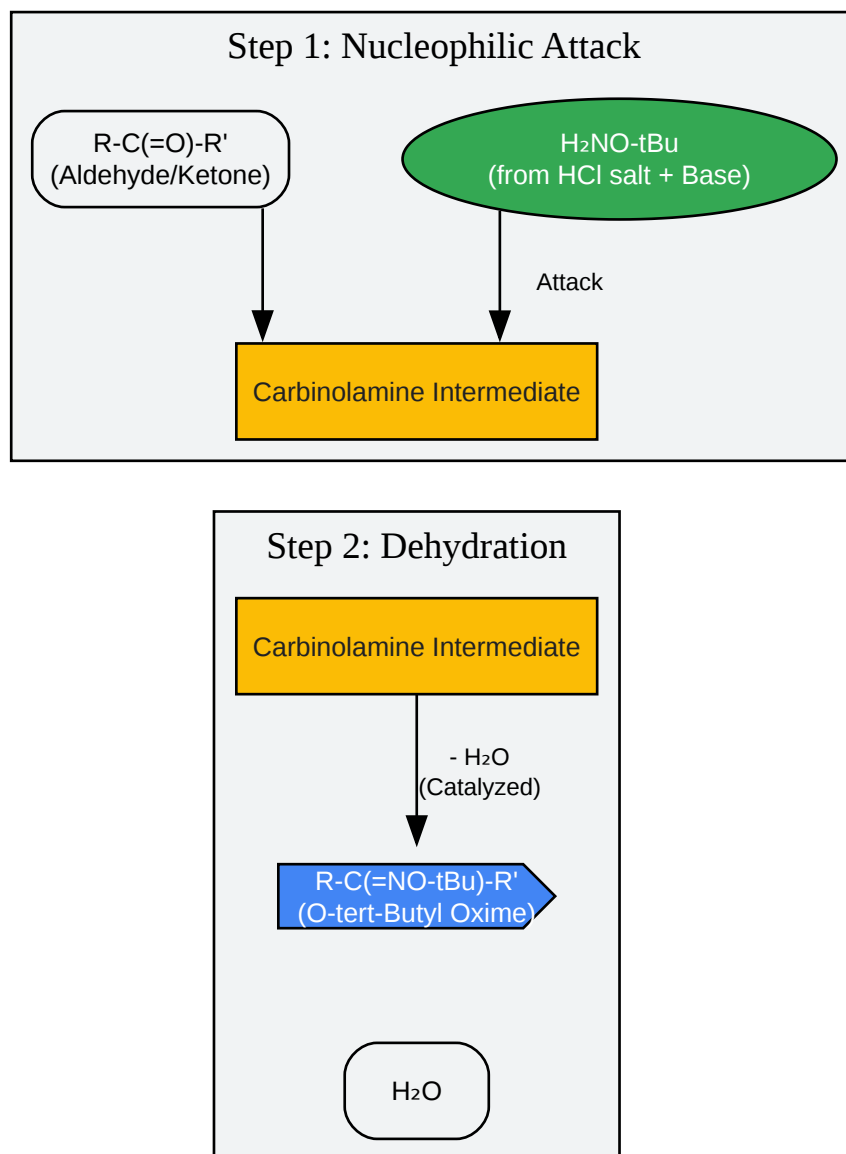 Step 1: Nucleophilic Attack
R-C(=O)-R'
(Aldehyde/Ketone)
H₂NO-tBu
(from HCl salt + Base)
Attack
Carbinolamine Intermediate
Step 2: Dehydration
Carbinolamine Intermediate
- H₂O
(Catalyzed)
R-C(=NO-tBu)-R'
(O-tert-Butyl Oxime)
H₂O